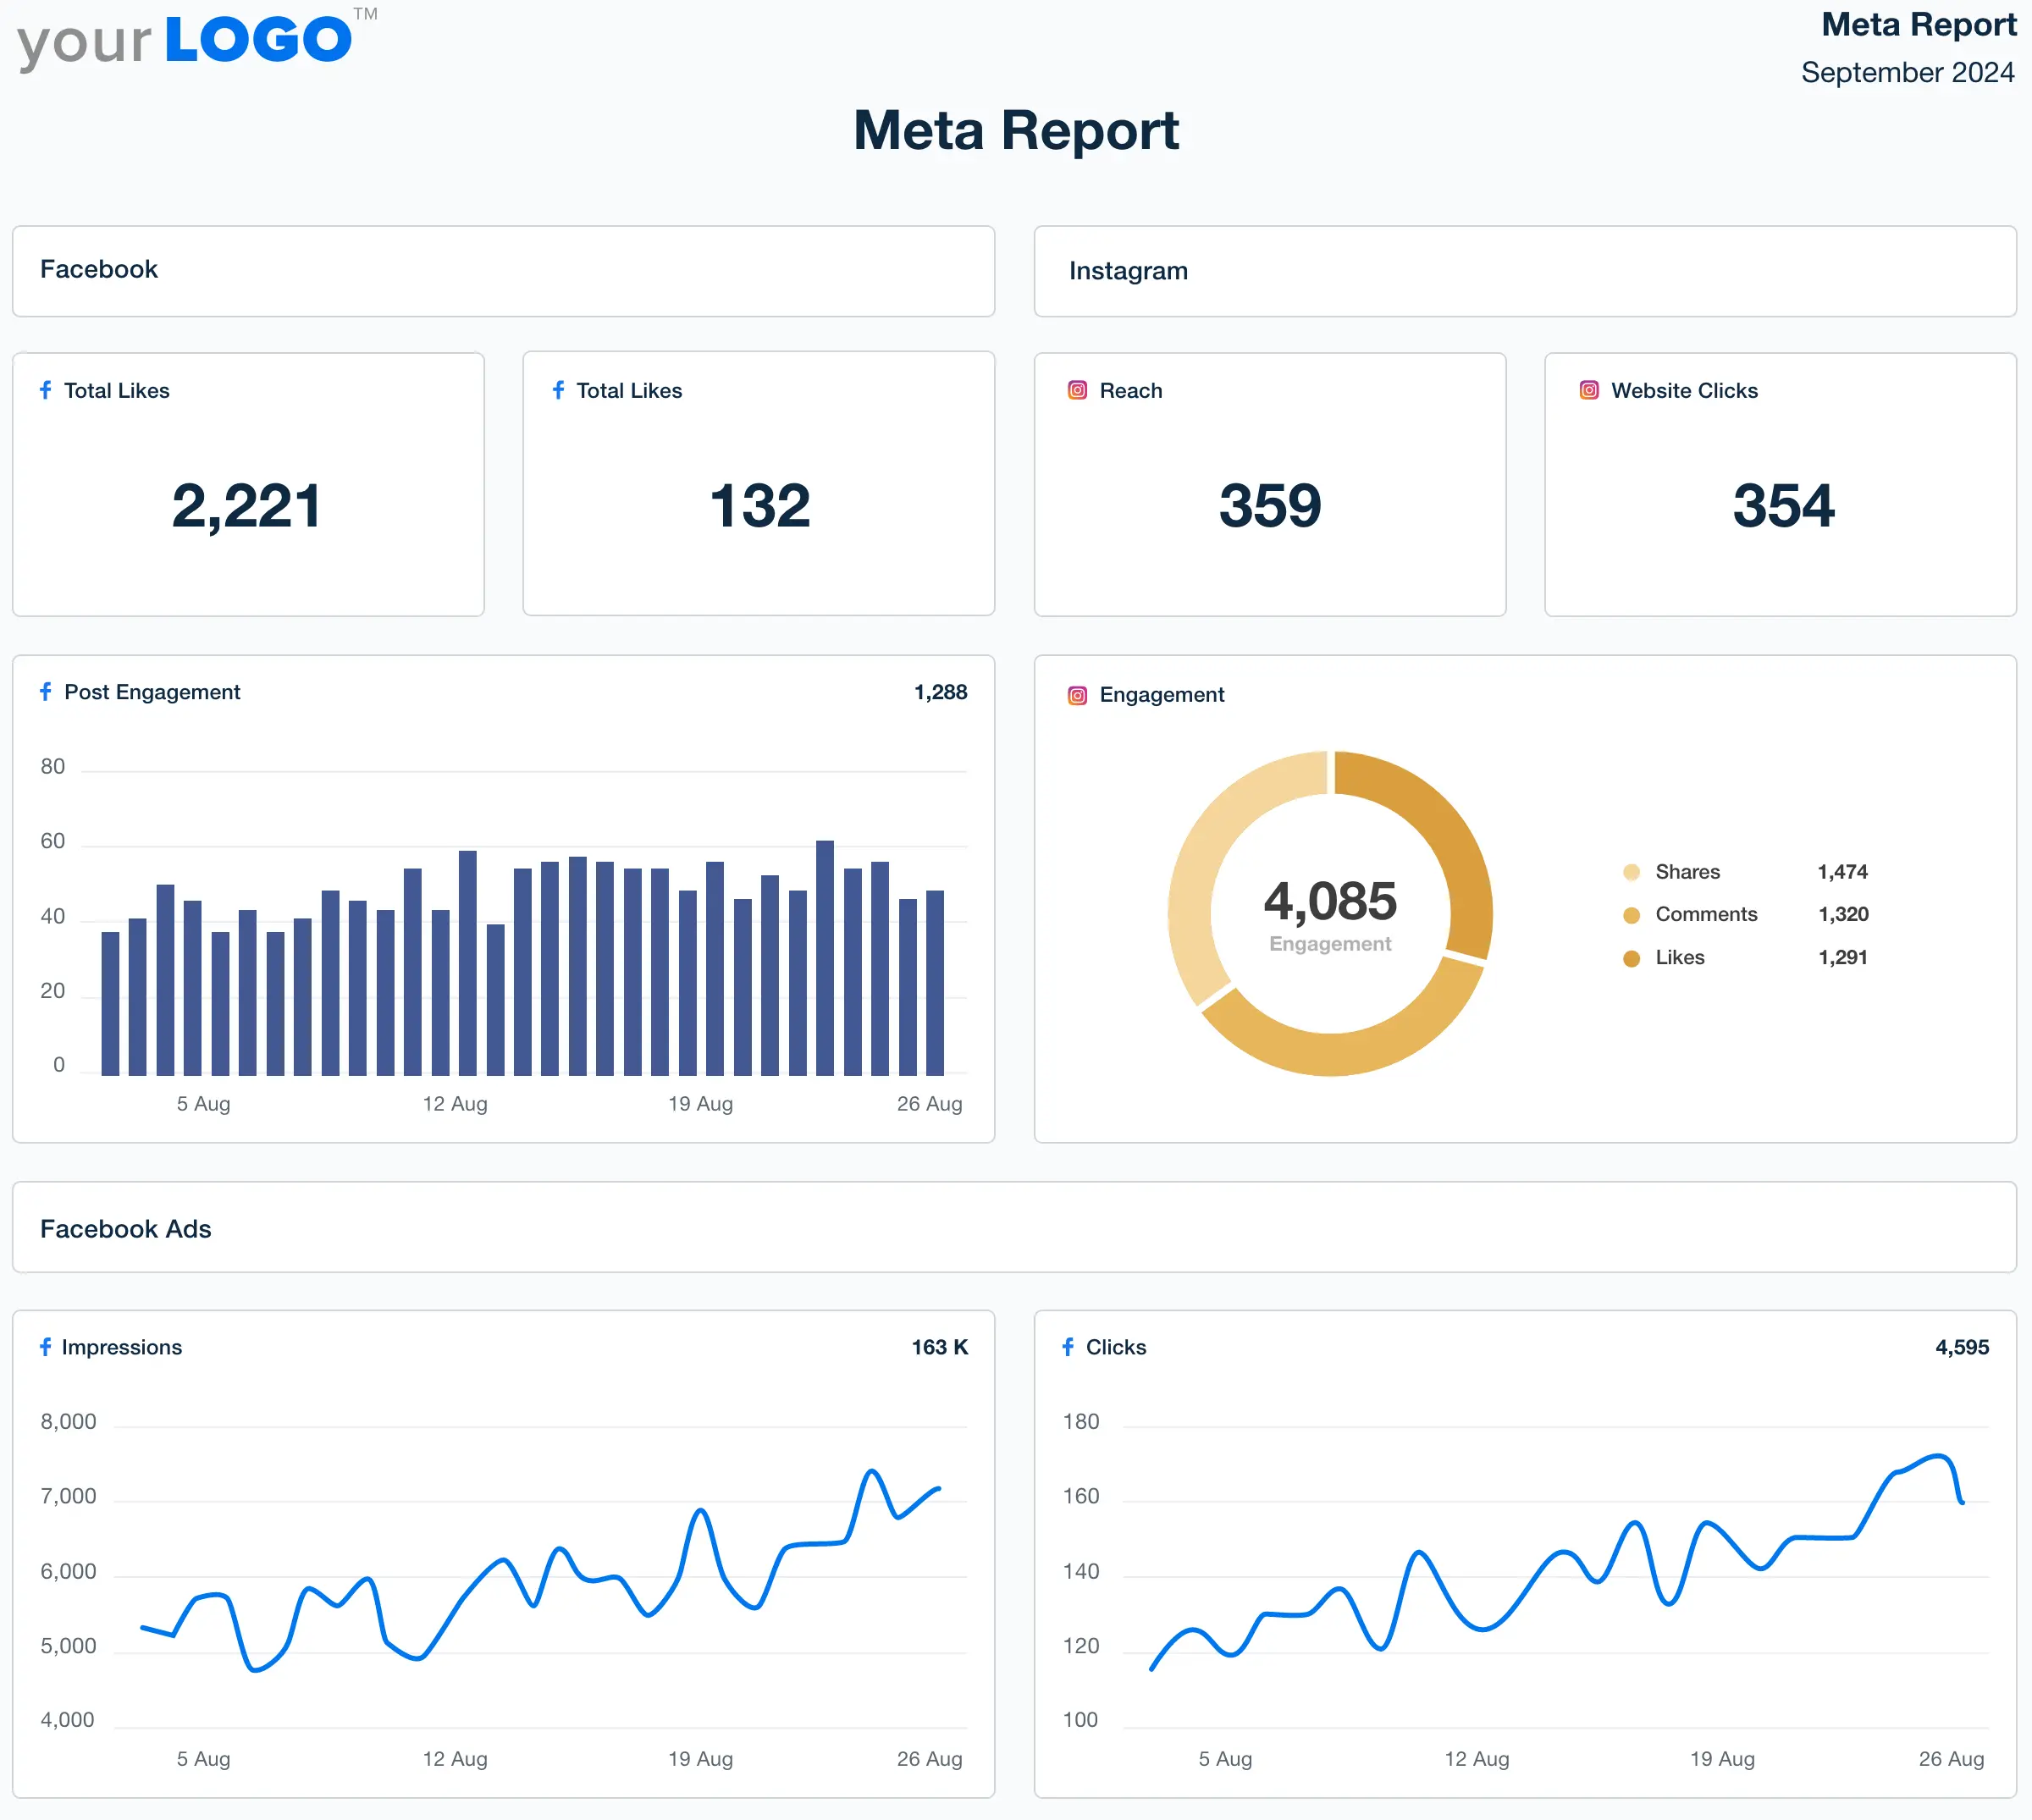 your LOGO™
Meta Report
September 2024
Meta Report
Facebook
Instagram
Total Likes
2,221
Total Likes
132
Reach
359
Website Clicks
354
Post Engagement
1,288
80
60
40
20
0
5 Aug
12 Aug
19 Aug
26 Aug
Engagement
4,085
Engagement
Shares 1,474
Comments 1,320
Likes 1,291
Facebook Ads
Impressions
163 K
8,000
7,000
6,000
5,000
4,000
5 Aug
12 Aug
19 Aug
26 Aug
Clicks
4,595
180
160
140
120
100
5 Aug
12 Aug
19 Aug
26 Aug